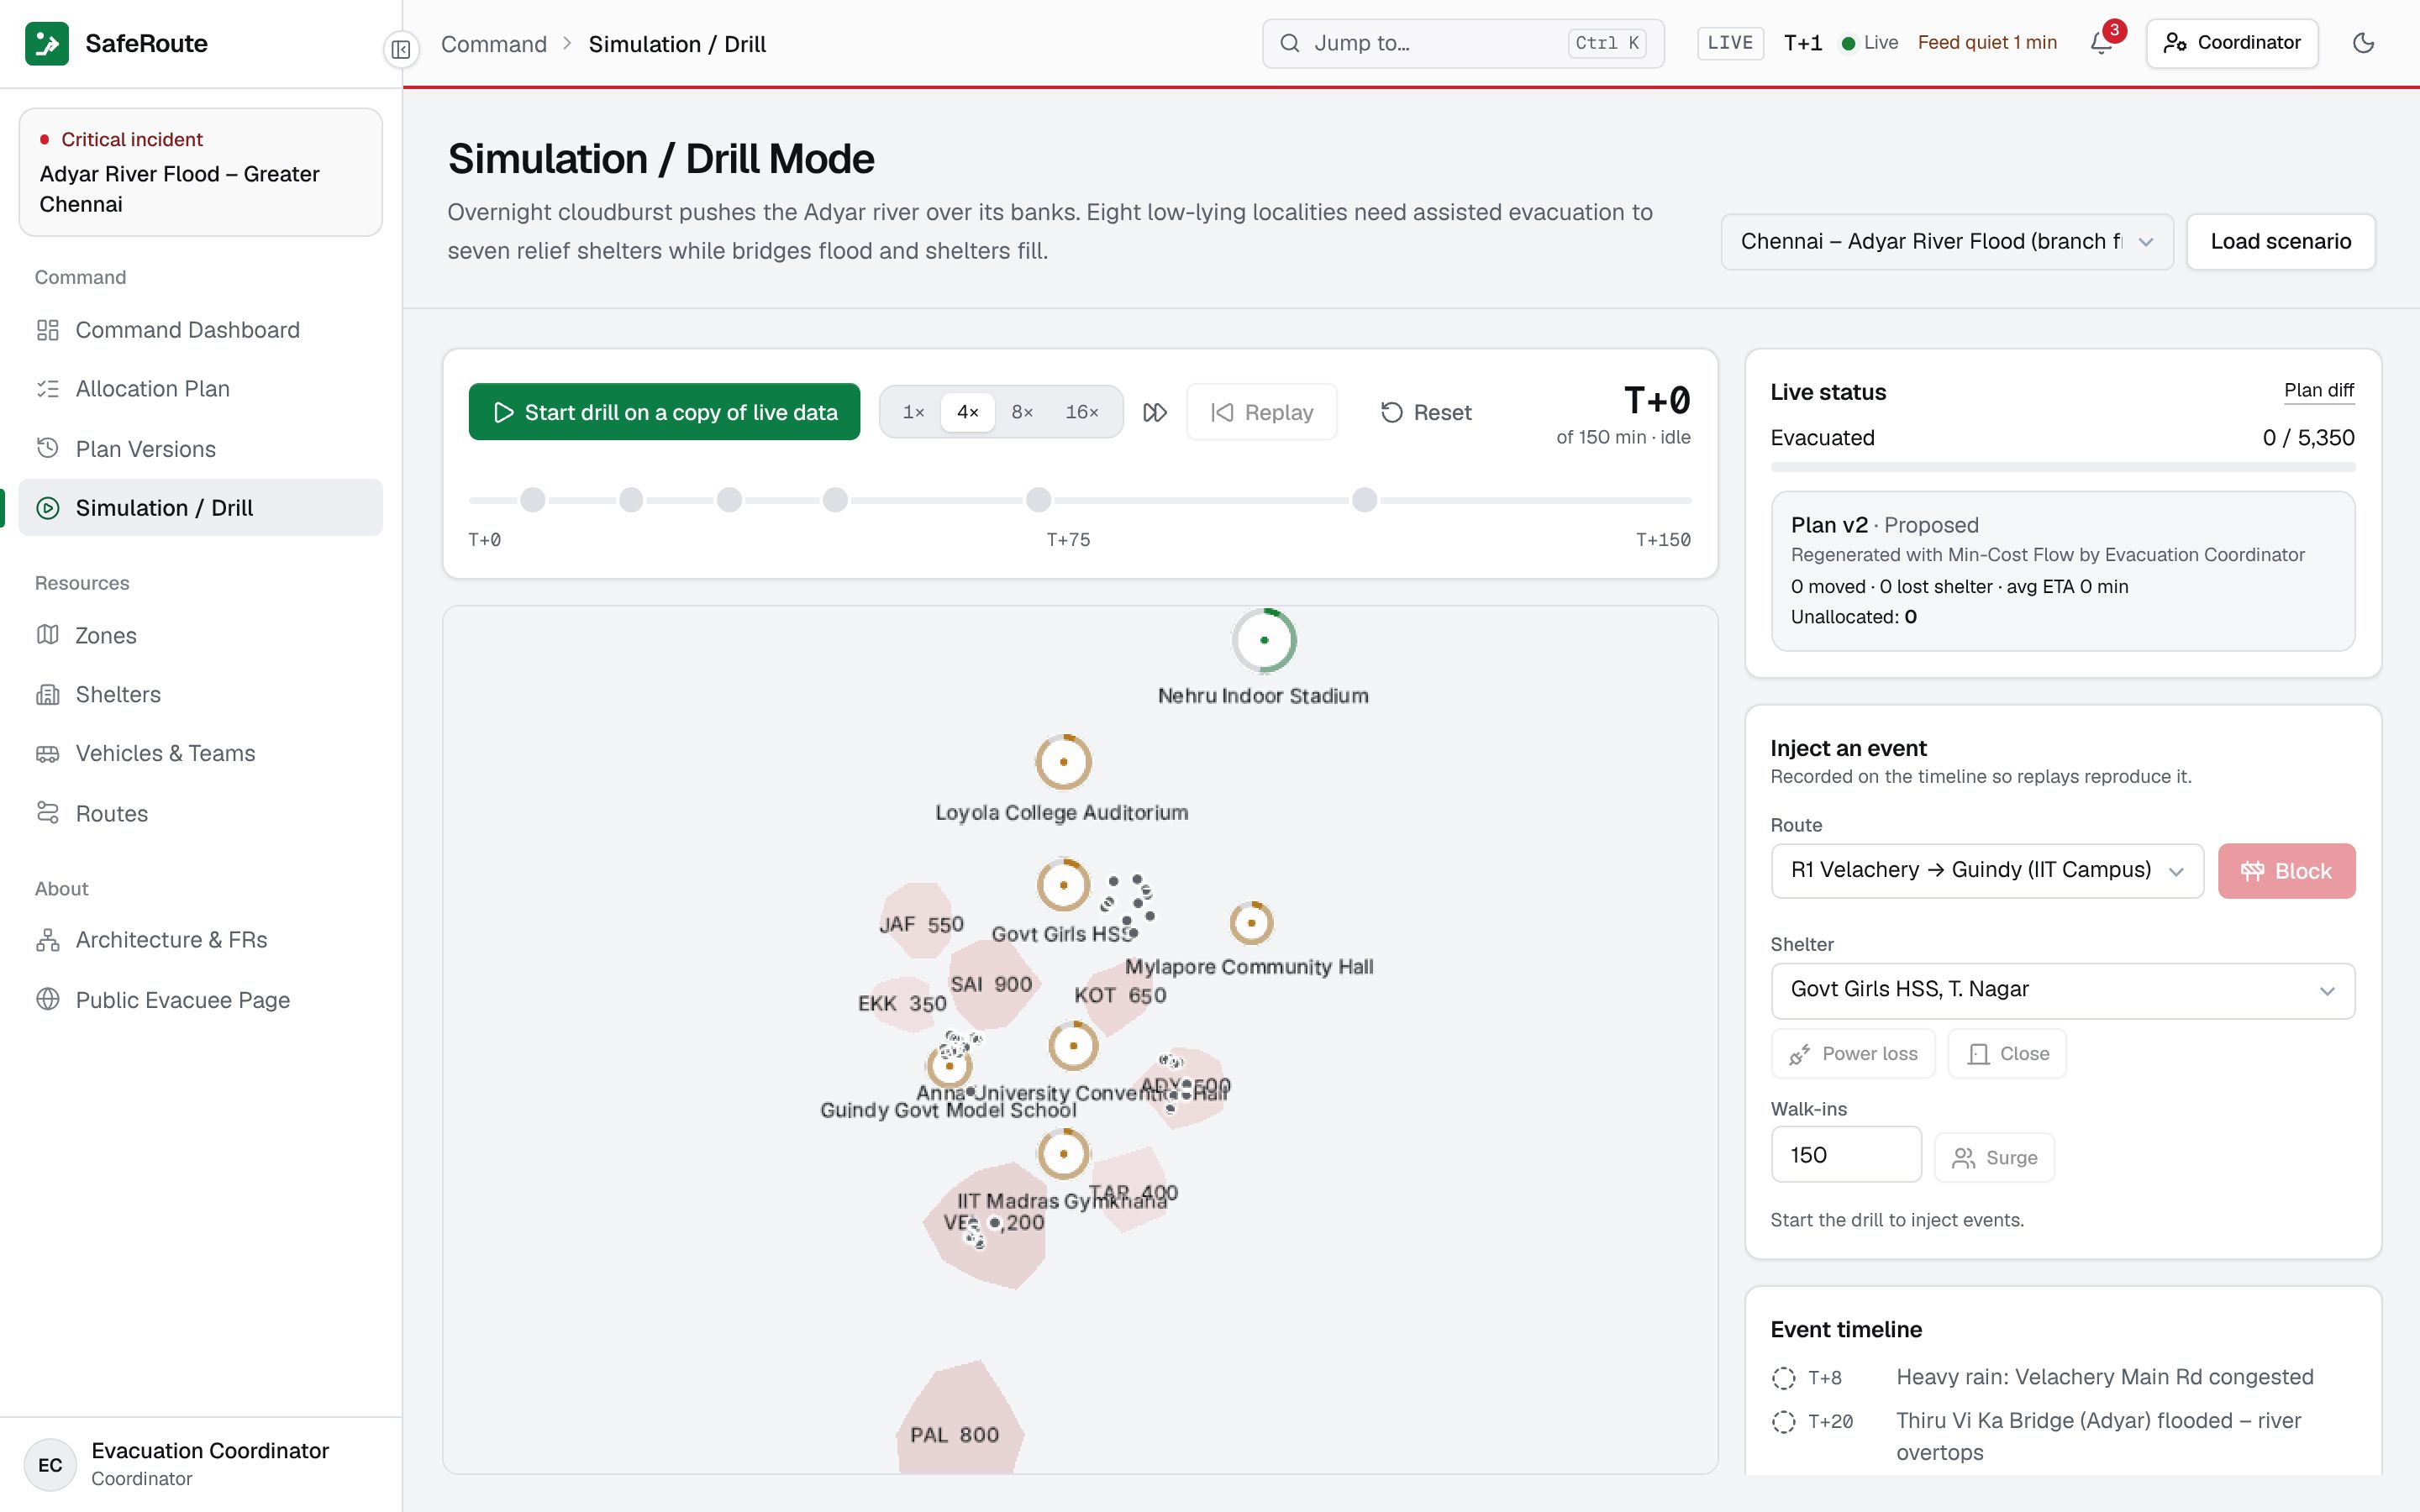 SafeRoute
Command
Simulation / Drill
Jump to...
Ctrl K
LIVE
T+1
Live
Feed quiet 1 min
3
Coordinator
Critical incident
Adyar River Flood – Greater
Chennai
Command
Command Dashboard
Allocation Plan
Plan Versions
Simulation / Drill
Resources
Zones
Shelters
Vehicles & Teams
Routes
About
Architecture & FRs
Public Evacuee Page
EC
Evacuation Coordinator
Coordinator
Simulation / Drill Mode
Overnight cloudburst pushes the Adyar river over its banks. Eight low-lying localities need assisted evacuation to
seven relief shelters while bridges flood and shelters fill.
Chennai – Adyar River Flood (branch
Load scenario
Start drill on a copy of live data
1×
4×
8×
16×
Replay
Reset
T+0
of 150 min · idle
T+0
T+75
T+150
Nehru Indoor Stadium
Loyola College Auditorium
JAF 550
Govt Girls HSS
Mylapore Community Hall
SAI 900
EKK 350
KOT 650
Anna University Convention Hall
Guindy Govt Model School
TAR 400
IIT Madras Gymkhana
PAL 800
Live status
Plan diff
Evacuated
0 / 5,350
Plan v2 · Proposed
Regenerated with Min-Cost Flow by Evacuation Coordinator
0 moved · 0 lost shelter · avg ETA 0 min
Unallocated: 0
Inject an event
Recorded on the timeline so replays reproduce it.
Route
R1 Velachery → Guindy (IIT Campus)
Block
Shelter
Govt Girls HSS, T. Nagar
Power loss
Close
Walk-ins
150
Surge
Start the drill to inject events.
Event timeline
T+8
Heavy rain: Velachery Main Rd congested
T+20
Thiru Vi Ka Bridge (Adyar) flooded – river
overtops